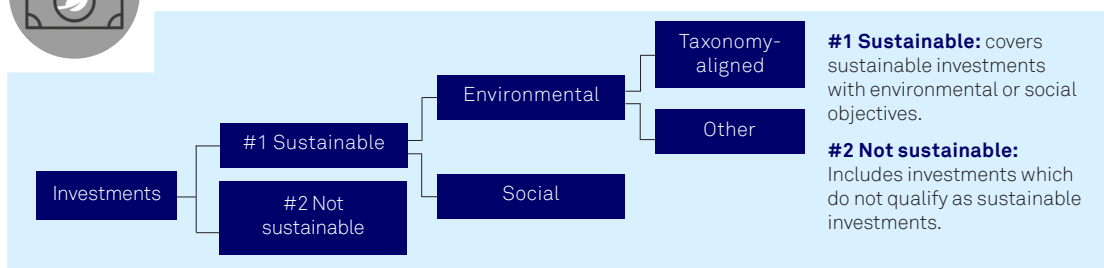 Investments
#1 Sustainable
#2 Not
sustainable
Environmental
Social
Taxonomy-
aligned
Other
#1 Sustainable: covers
sustainable investments
with environmental or social
objectives.
#2 Not sustainable:
Includes investments which
do not qualify as sustainable
investments.